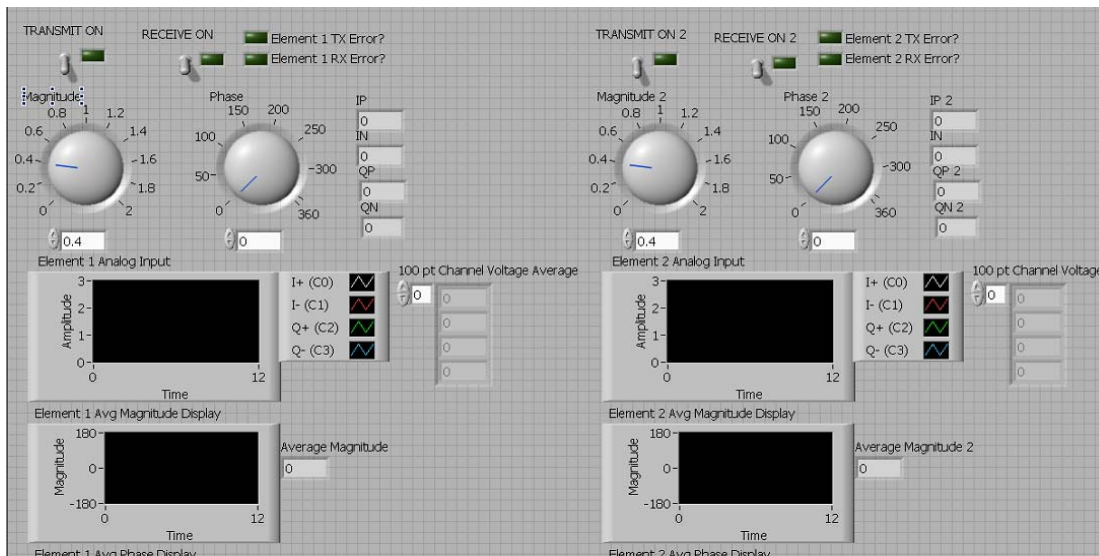 TRANSMIT ON
RECEIVE ON
Element 1 TX Error?
Element 1 RX Error?
Magnitude
0
0.2
0.4
0.6
0.8
1
1.2
1.4
1.6
1.8
2
0.4
Phase
0
50
100
150
200
250
300
360
0
IP
0
IN
0
QP
0
QN
0
Element 1 Analog Input
Amplitude
3
2
1
0
0
12
Time
I+ (C0)
I- (C1)
Q+ (C2)
Q- (C3)
100 pt Channel Voltage Average
0
0
0
0
0
Element 1 Avg Magnitude Display
Magnitude
180
0
-180
0
12
Time
Average Magnitude
0
Element 1 Avg Phase Display
TRANSMIT ON 2
RECEIVE ON 2
Element 2 TX Error?
Element 2 RX Error?
Magnitude 2
0
0.2
0.4
0.6
0.8
1
1.2
1.4
1.6
1.8
2
0.4
Phase 2
0
50
100
150
200
250
300
360
0
IP 2
0
IN
0
QP 2
0
QN 2
0
Element 2 Analog Input
Amplitude
3
2
1
0
0
12
Time
I+ (C0)
I- (C1)
Q+ (C2)
Q- (C3)
100 pt Channel Voltage
0
0
0
0
0
Element 2 Avg Magnitude Display
Magnitude
180
0
-180
0
12
Time
Average Magnitude 2
0
Element 2 Avg Phase Display